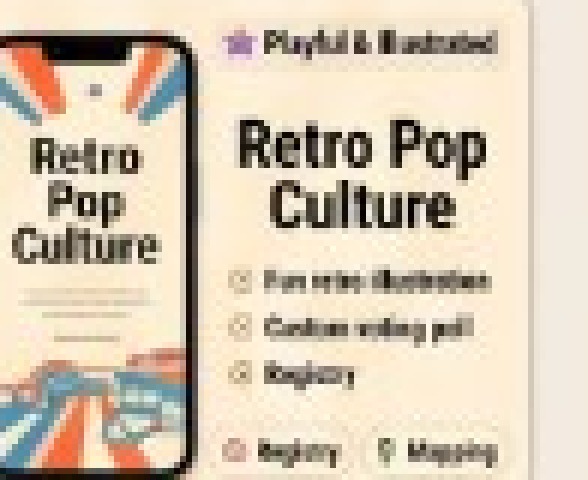 Playful & Illustrated
Retro
Pop
Culture
Retro Pop
Culture
Fun retro illustration
Custom voting poll
Registry
Registry
Mapping